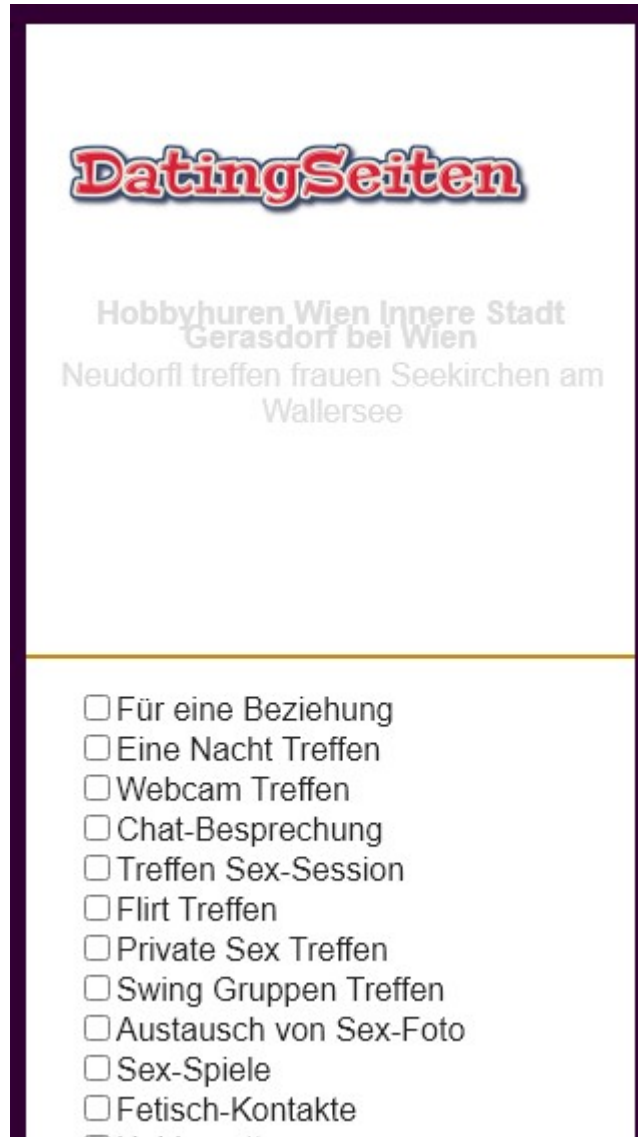 DatingSeiten
Hobbyhuren Wien Innere Stadt
Gerasdorf bei Wien
Neudorfl treffen frauen Seekirchen am
Wallersee
Für eine Beziehung
Eine Nacht Treffen
Webcam Treffen
Chat-Besprechung
Treffen Sex-Session
Flirt Treffen
Private Sex Treffen
Swing Gruppen Treffen
Austausch von Sex-Foto
Sex-Spiele
Fetisch-Kontakte